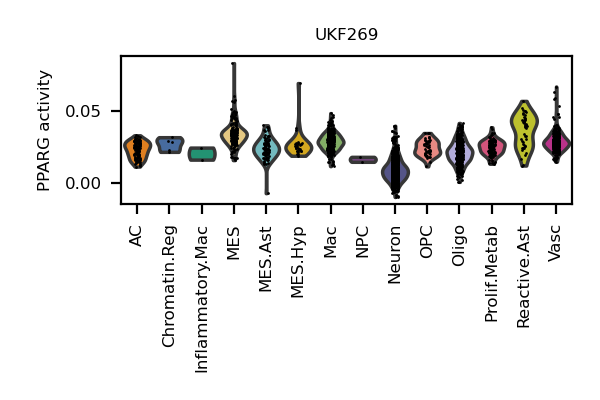 UKF269
PPARG activity
0.05
0.00
AC
Chromatin.Reg
Inflammatory.Mac
MES
MES.Ast
MES.Hyp
Mac
NPC
Neuron
OPC
Oligo
Prolif.Metab
Reactive.Ast
Vasc